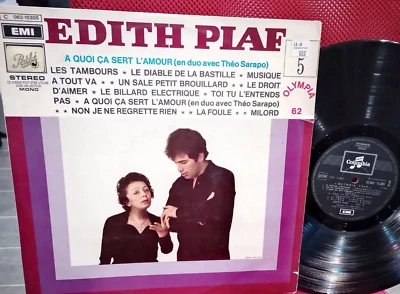 C 062-15305
EMI
EDITH PIAF
Pathé
STEREO
MONO
A QUOI ÇA SERT L'AMOUR (en duo avec Théo Sarapo)
LES TAMBOURS ★ LE DIABLE DE LA BASTILLE ★ MUSIQUE
A TOUT VA ★★ UN SALE PETIT BROUILLARD ★ LE DROIT
D'AIMER ★ LE BILLARD ELECTRIQUE ★ TOI TU L'ENTENDS
PAS ★ A QUOI ÇA SERT L'AMOUR (en duo avec Théo Sarapo)
★★ NON JE NE REGRETTE RIEN ★★ LA FOULE ★ MILORD
5
OLYMPIA
62
Columbia
EMI